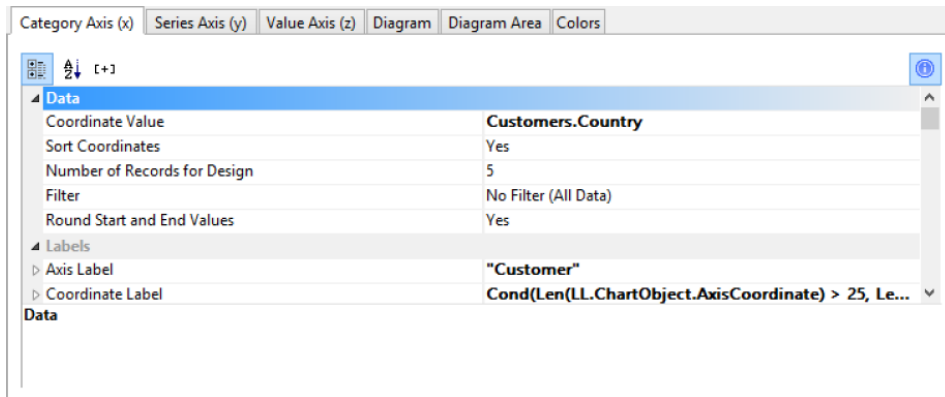 Category Axis (x) Series Axis (y) Value Axis (z) Diagram Diagram Area Colors
Data
Coordinate Value Customers.Country
Sort Coordinates Yes
Number of Records for Design 5
Filter No Filter (All Data)
Round Start and End Values Yes
Labels
Axis Label "Customer"
Coordinate Label Cond(Len(LL.ChartObject.AxisCoordinate) > 25, Le...
Data